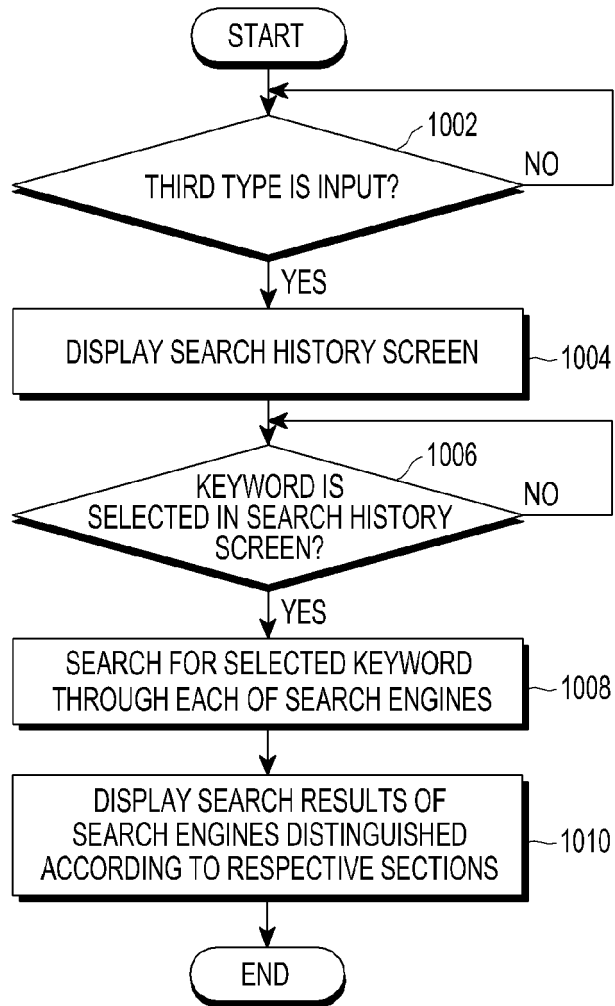 START
1002
THIRD TYPE IS INPUT?
NO
YES
DISPLAY SEARCH HISTORY SCREEN
1004
1006
KEYWORD IS
SELECTED IN SEARCH HISTORY
SCREEN?
NO
YES
SEARCH FOR SELECTED KEYWORD
THROUGH EACH OF SEARCH ENGINES
1008
DISPLAY SEARCH RESULTS OF
SEARCH ENGINES DISTINGUISHED
ACCORDING TO RESPECTIVE SECTIONS
1010
END